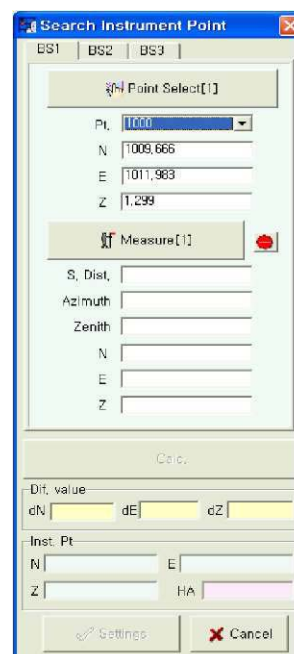 Search Instrument Point
BS1 BS2 BS3
Point Select[1]
Pt, 1000
N 1009,666
E 1011,983
Z 1,299
Measure[1]
S, Dist,
Azimuth
Zenith
N
E
Z
Calc,
Dif, value
dN dE dZ
Inst, Pt
N E
Z HA
Settings Cancel